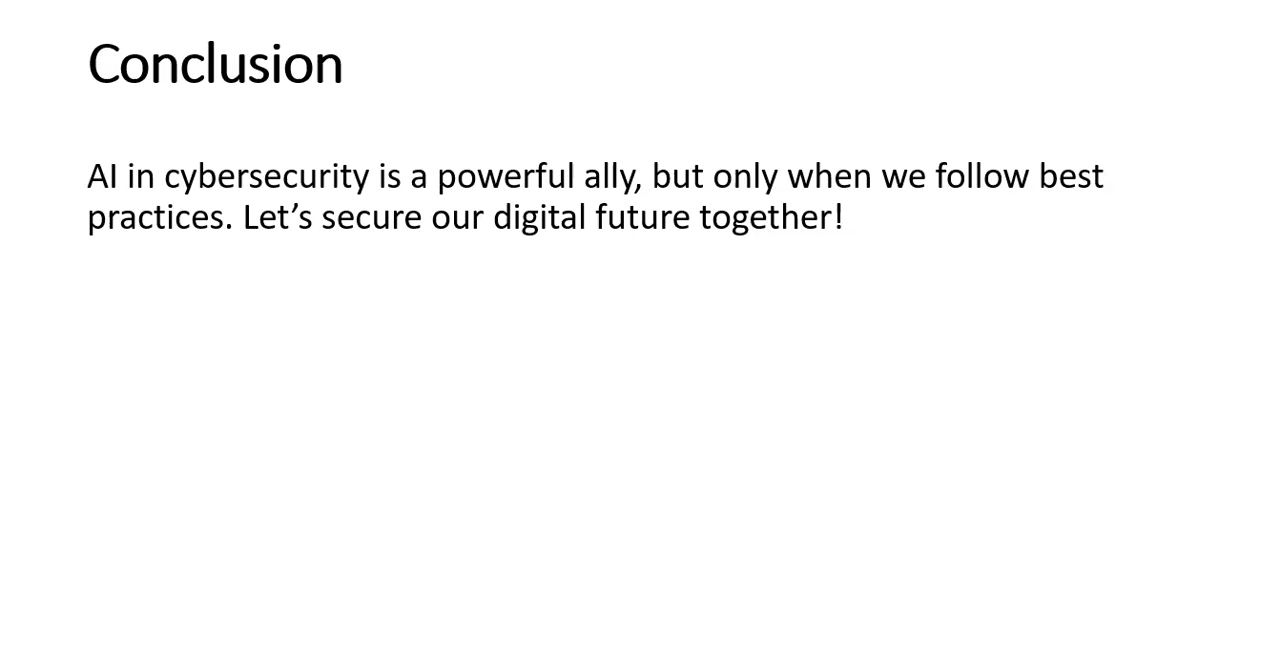 Conclusion
AI in cybersecurity is a powerful ally, but only when we follow best
practices. Let’s secure our digital future together!